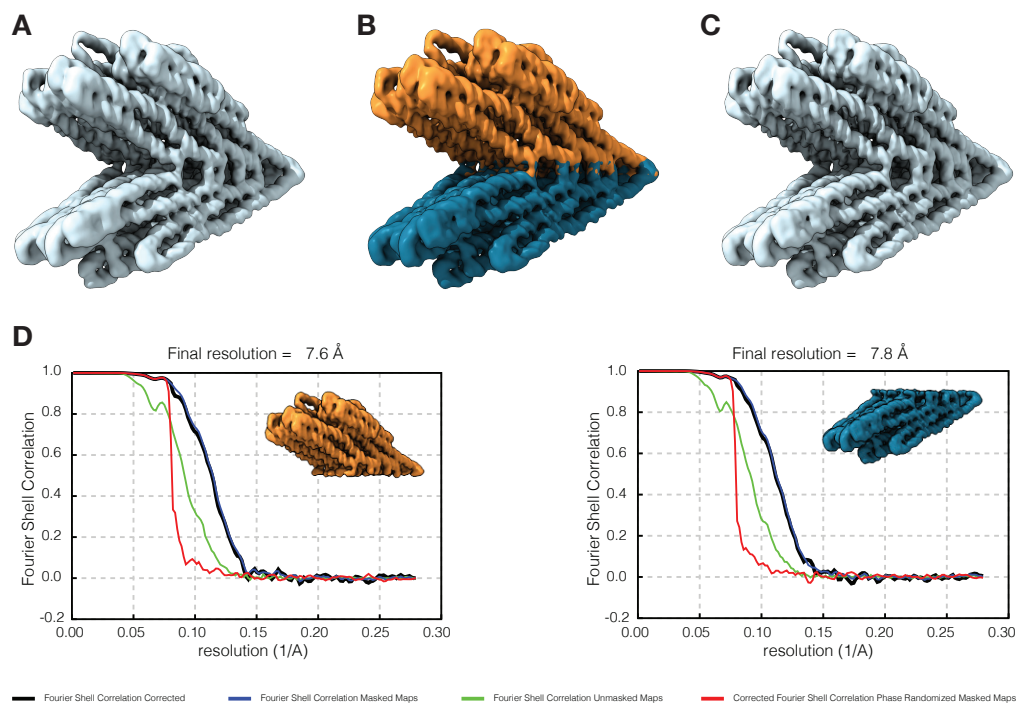 A
B
C
D
Final resolution = 7.6 Å
1.0
0.8
0.6
0.4
0.2
0.0
-0.2
Fourier Shell Correlation
0.00 0.05 0.10 0.15 0.20 0.25 0.30
resolution (1/A)
Final resolution = 7.8 Å
1.0
0.8
0.6
0.4
0.2
0.0
-0.2
Fourier Shell Correlation
0.00 0.05 0.10 0.15 0.20 0.25 0.30
resolution (1/A)
Fourier Shell Correlation Corrected
Fourier Shell Correlation Masked Maps
Fourier Shell Correlation Unmasked Maps
Corrected Fourier Shell Correlation Phase Randomized Masked Maps